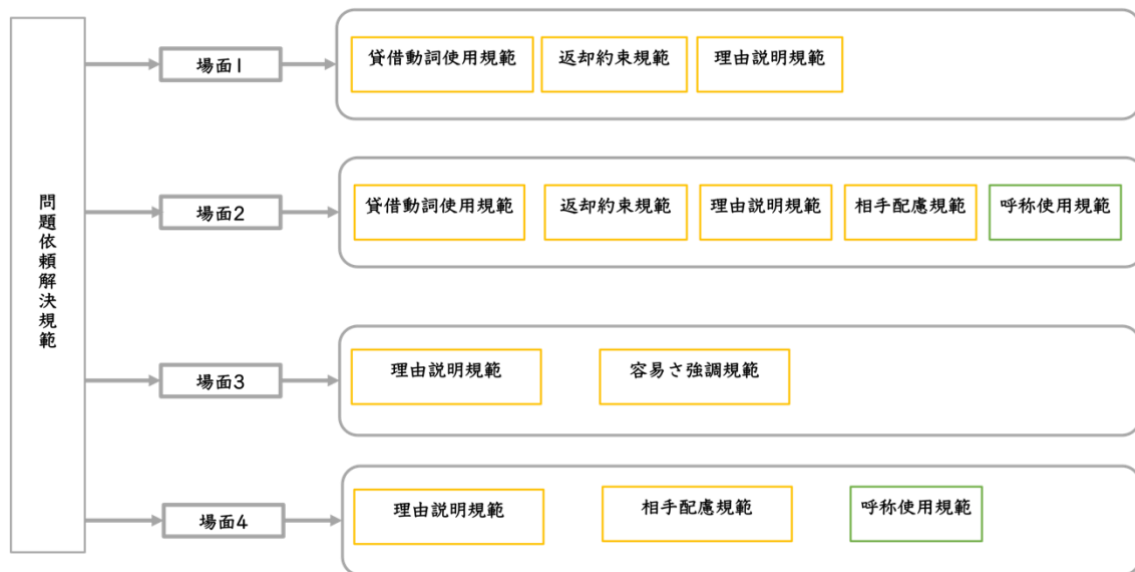 問題依頼解決規範
場面1
貸借動詞使用規範
返却約束規範
理由説明規範
場面2
貸借動詞使用規範
返却約束規範
理由説明規範
相手配慮規範
呼称使用規範
場面3
理由説明規範
容易さ強調規範
場面4
理由説明規範
相手配慮規範
呼称使用規範